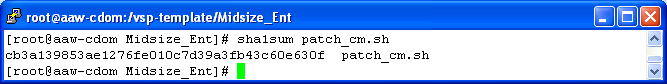 root@aaw-cdom:/vsp-template/Midsize_Ent
[root@aaw-cdom Midsize_Ent]# sha1sum patch_cm.sh
cb3a139853ae1276fe010c7d39a3fb43c60e630f  patch_cm.sh
[root@aaw-cdom Midsize_Ent]#